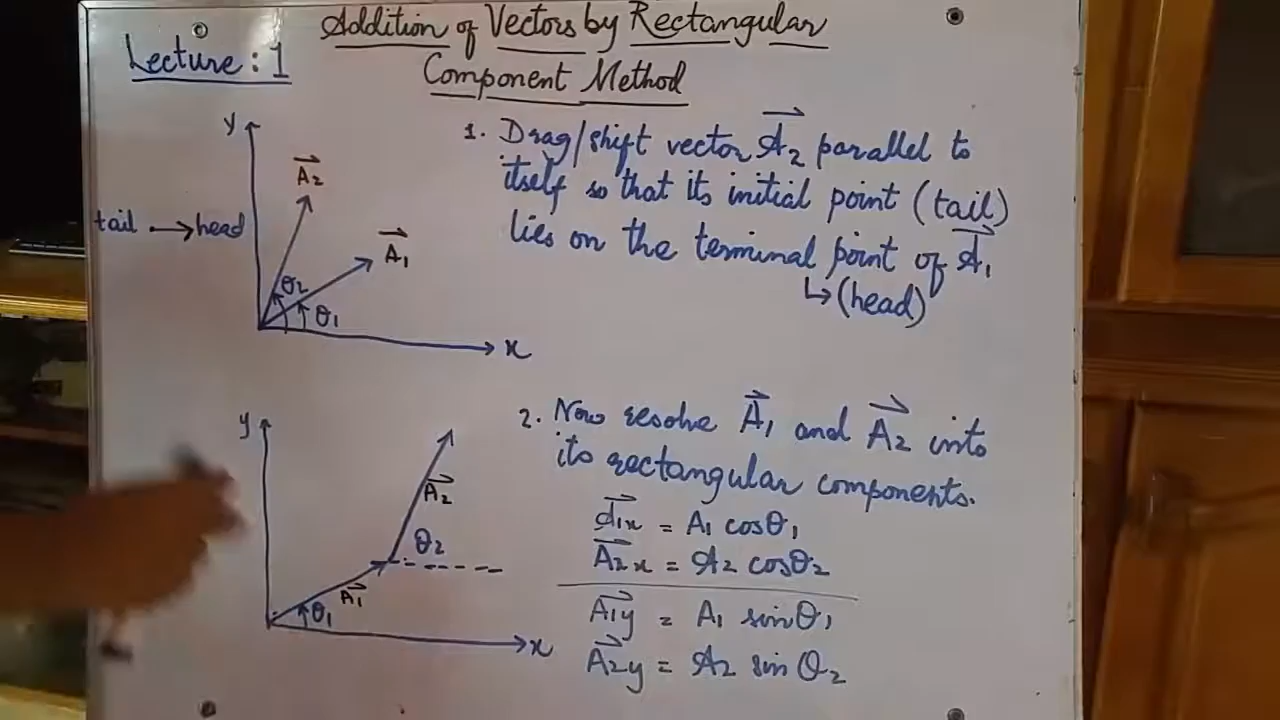 Addition of Vectors by Rectangular
Component Method
Lecture : 1
y
A₂
tail → head
A₁
θ₂
θ₁
x
1. Drag/shift vector A₂ parallel to
itself so that its initial point (tail)
lies on the terminal point of A₁
↳ (head)
y
A₂
θ₂
A₁
θ₁
x
2. Now resolve A₁ and A₂ into
its rectangular components.
A₁x = A₁ cosθ₁
A₂x = A₂ cosθ₂
A₁y = A₁ sinθ₁
A₂y = A₂ sin θ₂